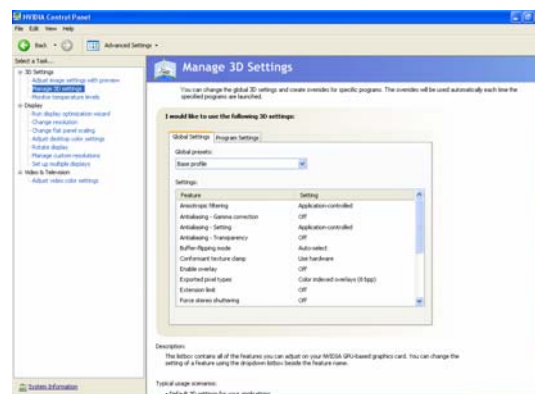 NVIDIA Control Panel
File Edit View Help
Back Advanced Settings
Select a Task...
3D Settings
Adjust image settings with preview
Manage 3D settings
Monitor temperature levels
Display
Run display optimization wizard
Change resolution
Change flat panel scaling
Adjust desktop color settings
Rotate display
Manage custom resolutions
Set up multiple displays
Video & Television
Adjust video color settings
System Information
Manage 3D Settings
You can change the global 3D settings and create overrides for specific programs. The overrides will be used automatically each time the
specified programs are launched.
I would like to use the following 3D settings:
Global Settings Program Settings
Global presets:
Base profile
Settings:
Feature Setting
Anisotropic filtering Application-controlled
Antialiasing - Gamma correction Off
Antialiasing - Setting Application-controlled
Antialiasing - Transparency Off
Buffer-flipping mode Auto-select
Conformant texture clamp Use hardware
Enable overlay Off
Exported pixel types Color indexed overlays (8 bpp)
Extension limit Off
Force stereo shuttering Off
Description:
The listbox contains all of the features you can adjust on your NVIDIA GPU-based graphics card. You can change the
setting of a feature using the dropdown listbox beside the feature name.
Typical usage scenarios: